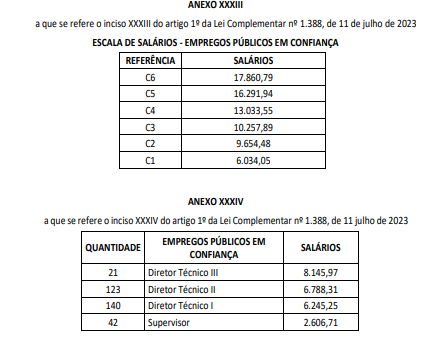 ANEXO XXXIII
a que se refere o inciso XXXIII do artigo 1º da Lei Complementar nº 1.388, de 11 de julho de 2023
ESCALA DE SALÁRIOS - EMPREGOS PÚBLICOS EM CONFIANÇA
REFERÊNCIA SALÁRIOS
C6 17.860,79
C5 16.291,94
C4 13.033,55
C3 10.257,89
C2 9.654,48
C1 6.034,05
ANEXO XXXIV
a que se refere o inciso XXXIV do artigo 1º da Lei Complementar nº 1.388, de 11 julho de 2023
QUANTIDADE EMPREGOS PÚBLICOS EM CONFIANÇA SALÁRIOS
21 Diretor Técnico III 8.145,97
123 Diretor Técnico II 6.788,31
140 Diretor Técnico I 6.245,25
42 Supervisor 2.606,71